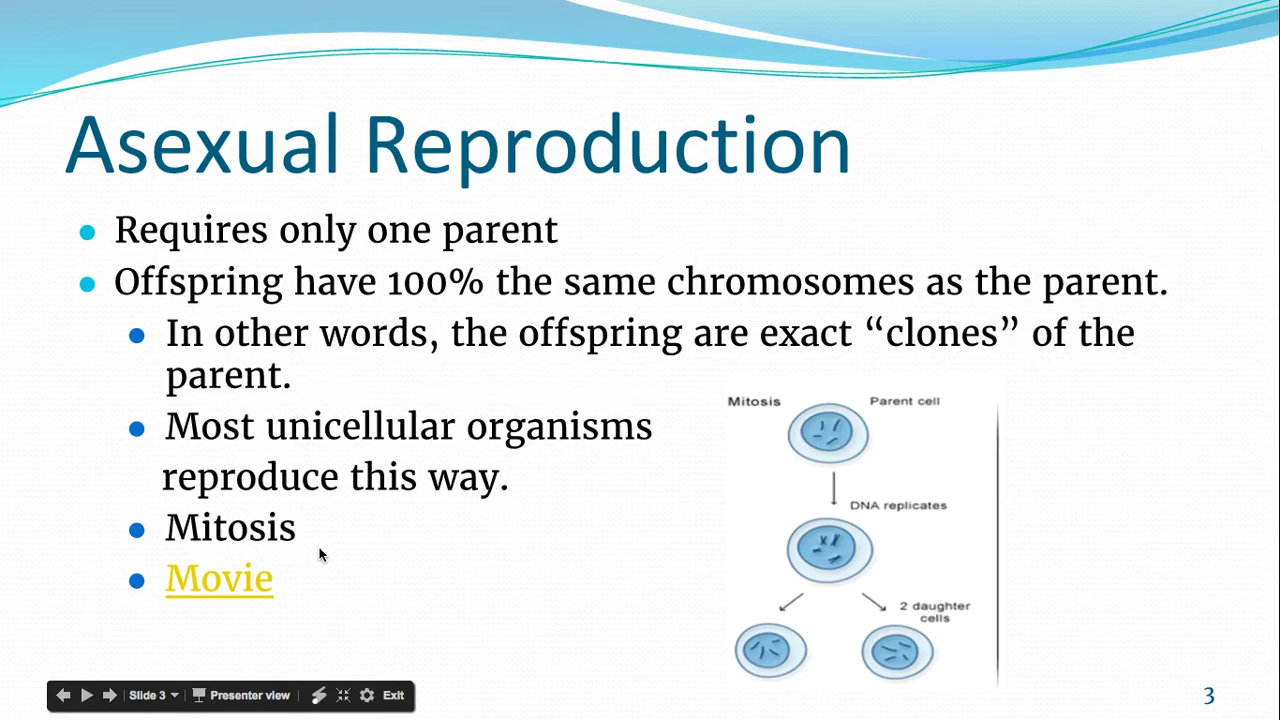 Asexual Reproduction
Requires only one parent
Offspring have 100% the same chromosomes as the parent.
In other words, the offspring are exact “clones” of the
parent.
Most unicellular organisms
reproduce this way.
Mitosis
Movie
Mitosis
Parent cell
DNA replicates
2 daughter
cells
Slide 3
Presenter view
Exit
3